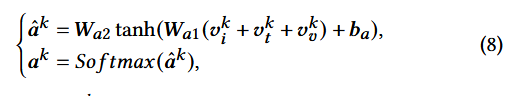 â^k = W_{a2} tanh(W_{a1}(v_i^k + v_t^k + v_v^k) + b_a),
a^k = Softmax(â^k), (8)